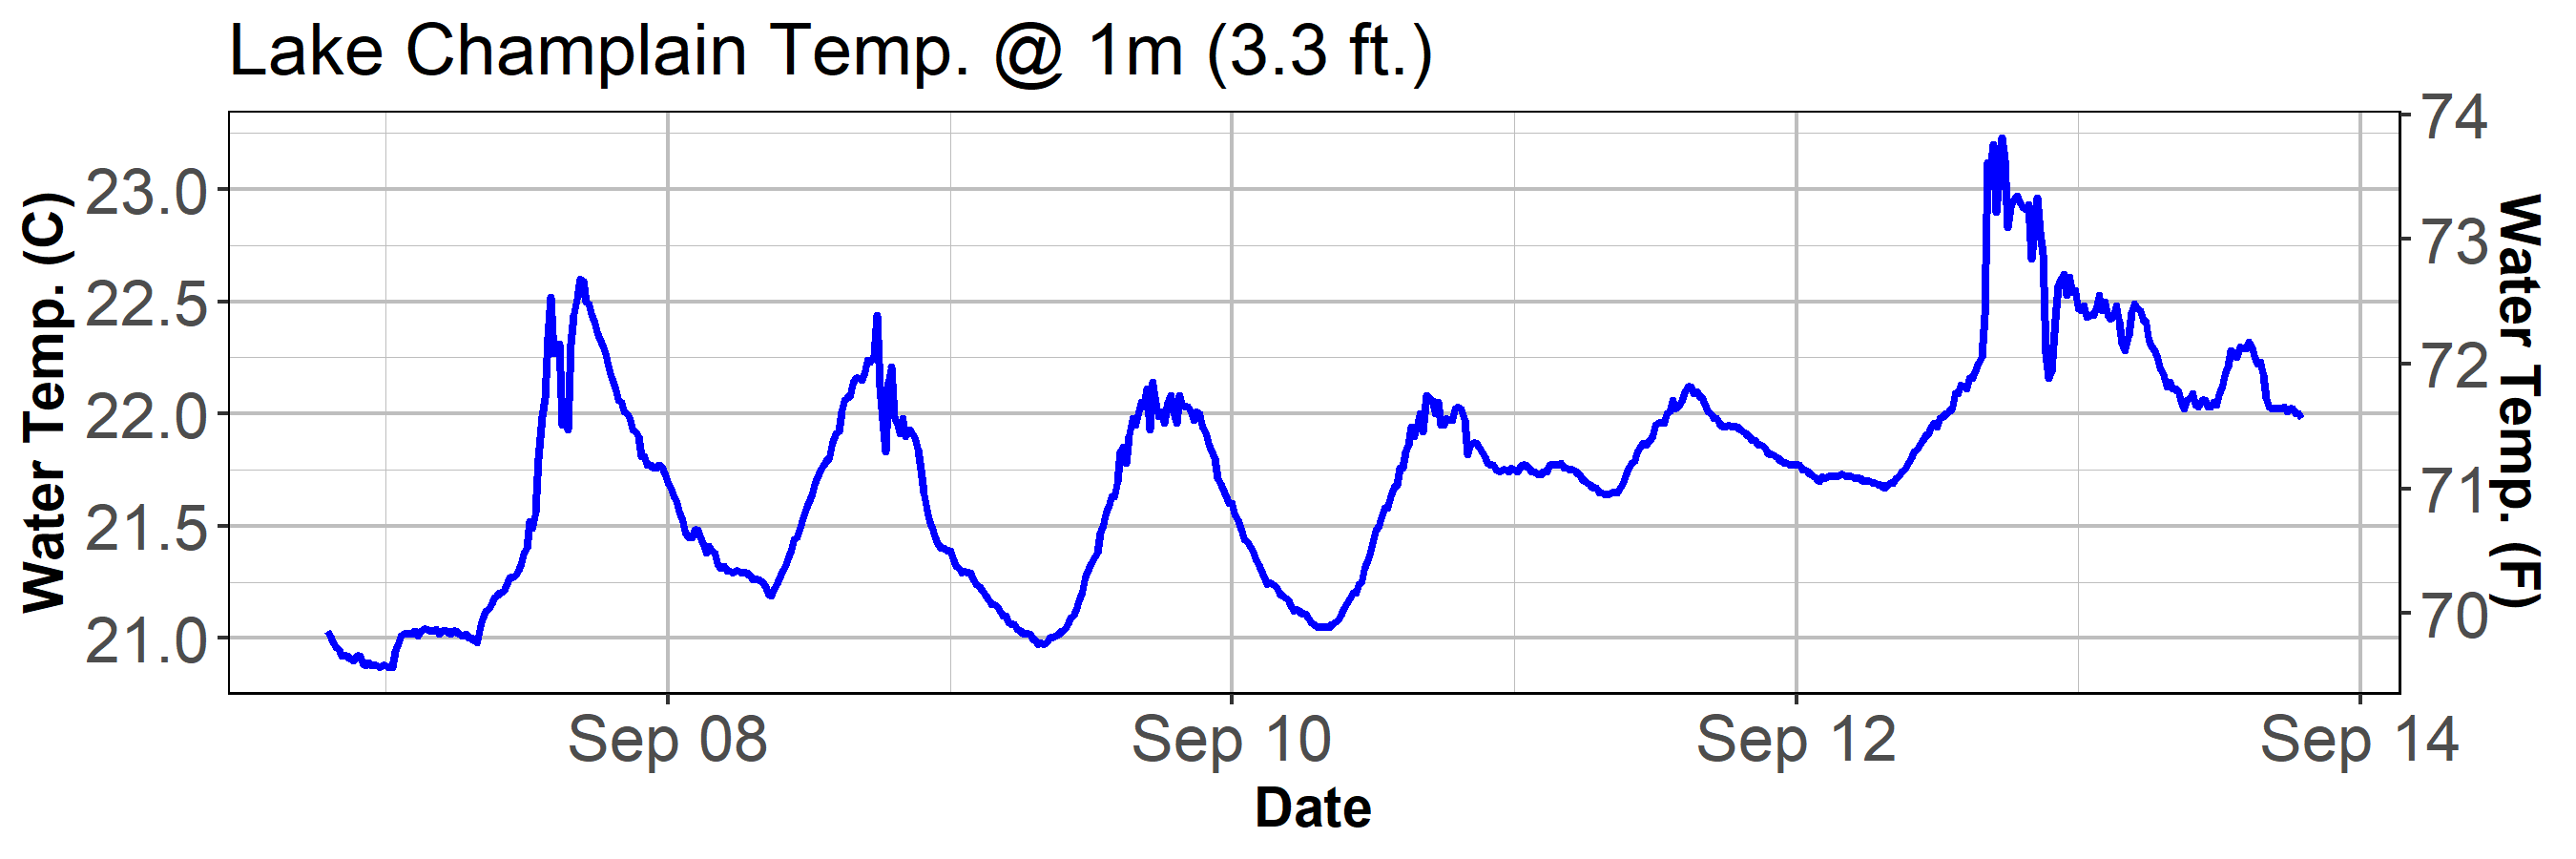 Lake Champlain Temp. @ 1m (3.3 ft.)
Water Temp. (C)
23.0
22.5
22.0
21.5
21.0
74
73
72
71
70
Water Temp. (F)
Sep 08 Sep 10 Sep 12 Sep 14
Date